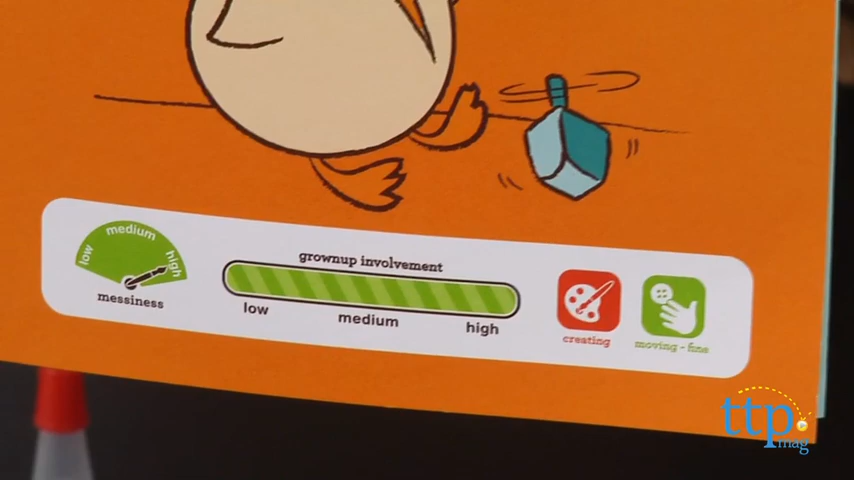 low medium high
messiness
grownup involvement
low medium high
creating
moving - fine
ttp.
mag